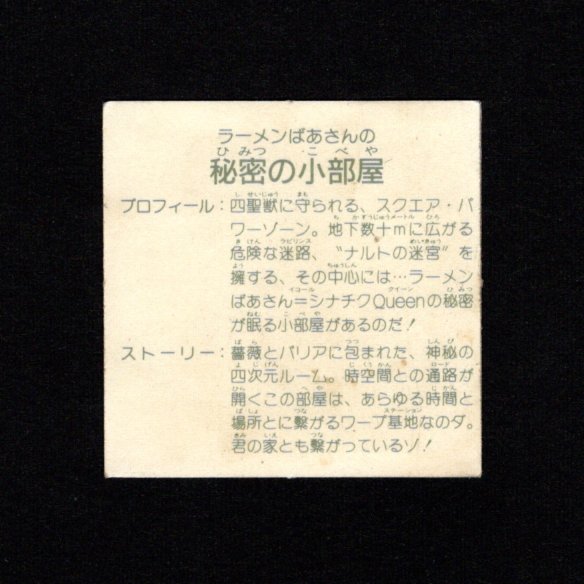 ラーメンばあさんの
秘密の小部屋
プロフィール：四聖獣に守られる、スクエア・パ
ワーゾーン。地下数十mに広がる
危険な迷路、“ナルトの迷宮”を
擁する、その中心には…ラーメン
ばあさん＝シナチクQueenの秘密
が眠る小部屋があるのだ！
ストーリー：薔薇とバリアに包まれた、神秘の
四次元ルーム。時空間との通路が
開くこの部屋は、あらゆる時間と
場所とに繋がるワープ基地なのダ。
君の家とも繋がっているゾ！